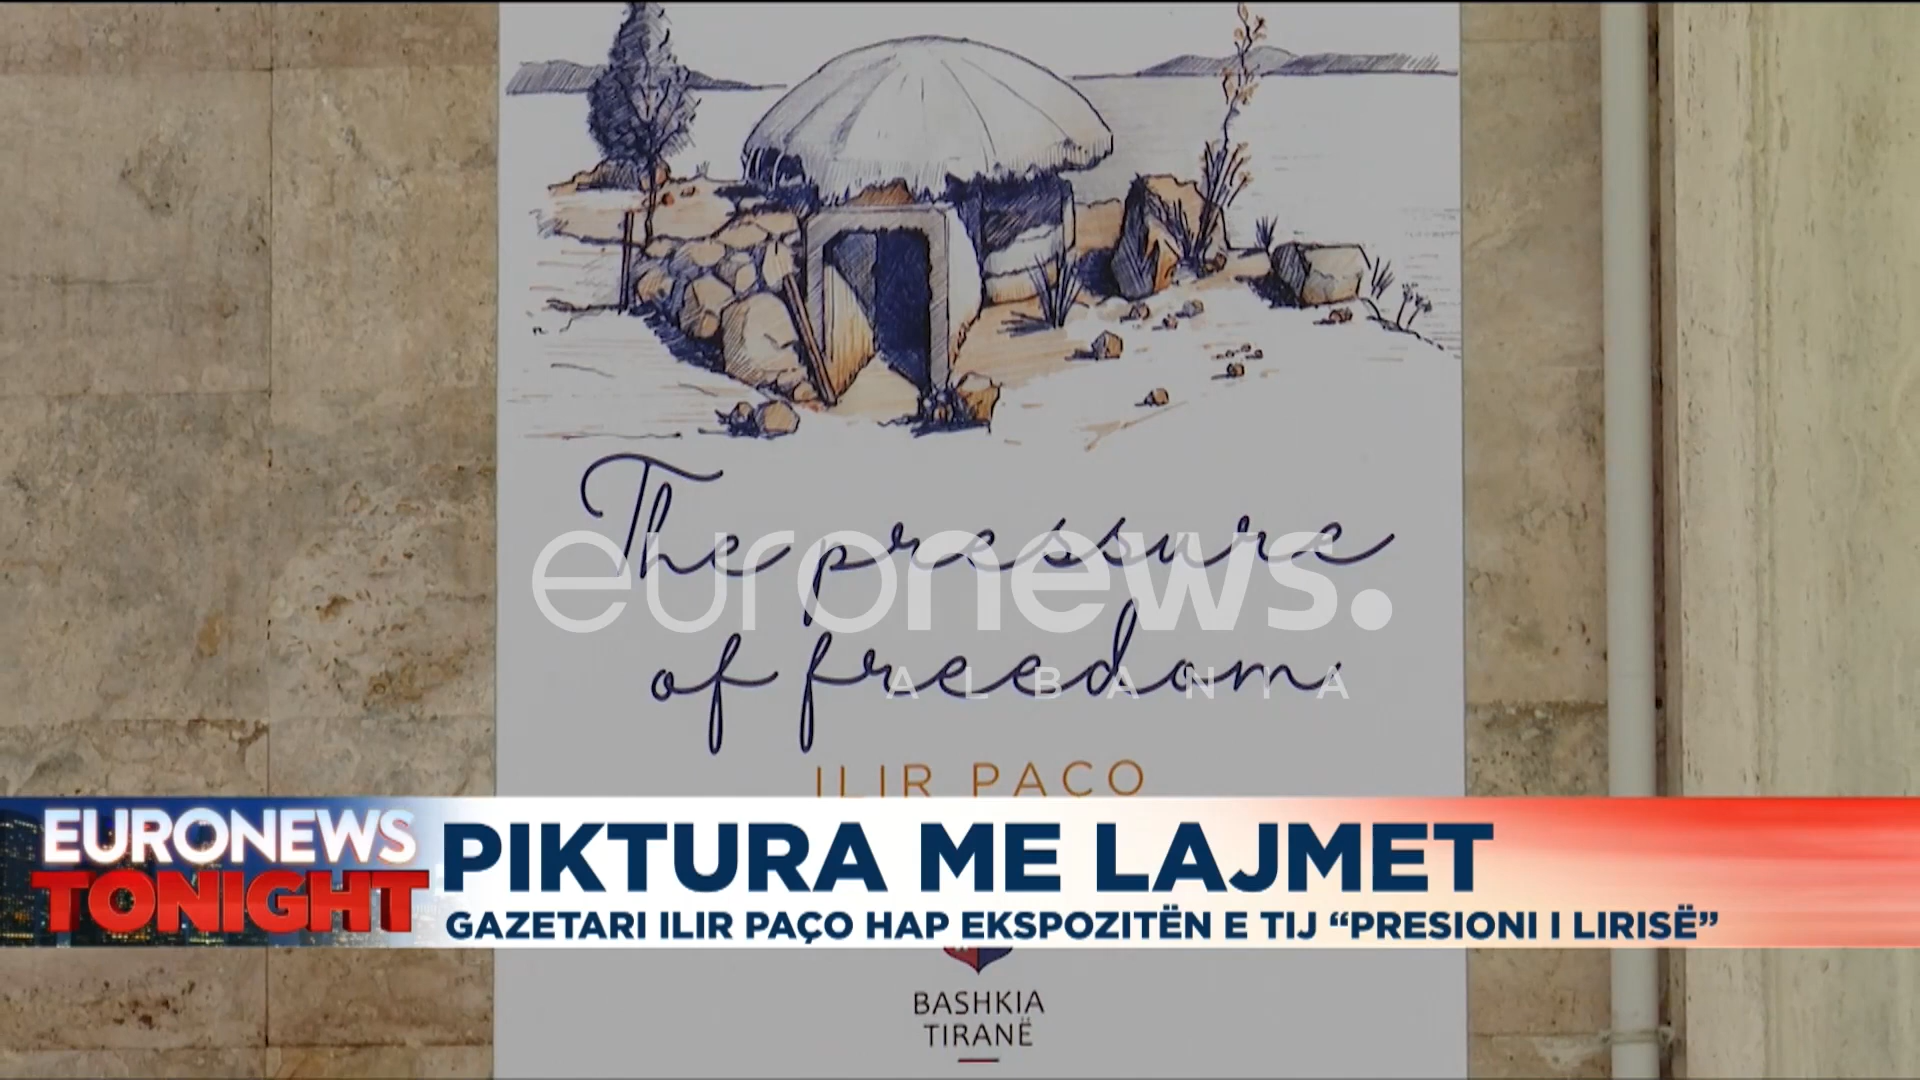 The pressure
of freedom
euronews.
ALBANIA
ILIR PAÇO
EURONEWS
TONIGHT
PIKTURA ME LAJMET
GAZETARI ILIR PAÇO HAP EKSPOZITËN E TIJ “PRESIONI I LIRISË”
BASHKIA
TIRANË